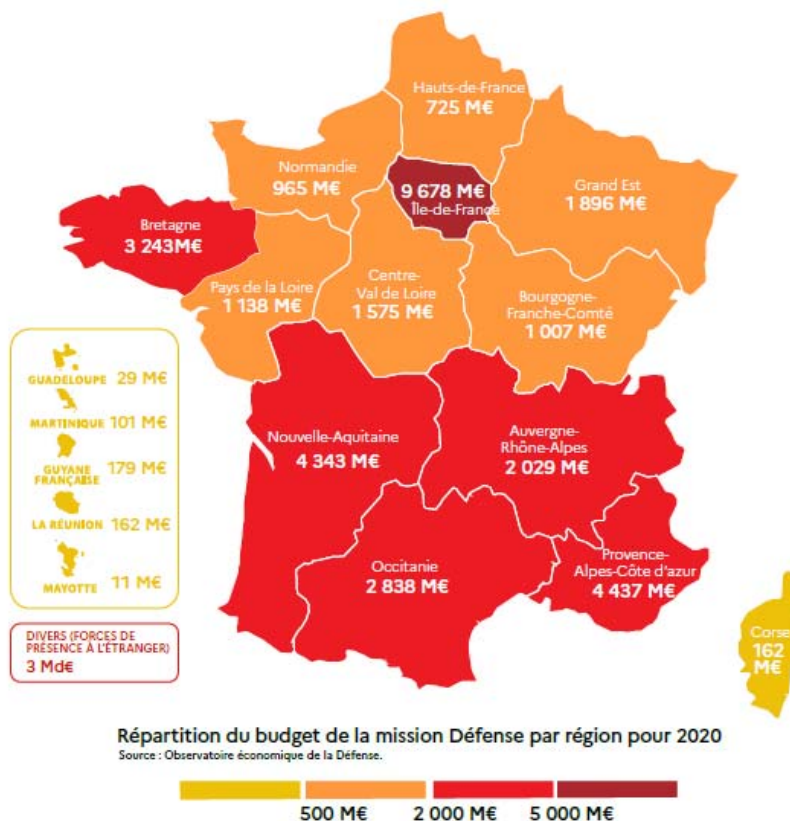 Hauts-de-France
725 M€
Normandie
965 M€
9 678 M€
Île-de-France
Grand Est
1 896 M€
Bretagne
3 243M€
Pays de la Loire
1 138 M€
Centre-
Val de Loire
1 575 M€
Bourgogne-
Franche-Comté
1 007 M€
GUADELOUPE 29 M€
MARTINIQUE 101 M€
GUYANE
FRANÇAISE 179 M€
LA RÉUNION 162 M€
MAYOTTE 11 M€
Nouvelle-Aquitaine
4 343 M€
Auvergne-
Rhône-Alpes
2 029 M€
Occitanie
2 838 M€
Provence-
Alpes-Côte d'azur
4 437 M€
DIVERS (FORCES DE
PRÉSENCE À L'ÉTRANGER)
3 Md€
Corse
162
M€
Répartition du budget de la mission Défense par région pour 2020
Source : Observatoire économique de la Défense.
500 M€ 2 000 M€ 5 000 M€